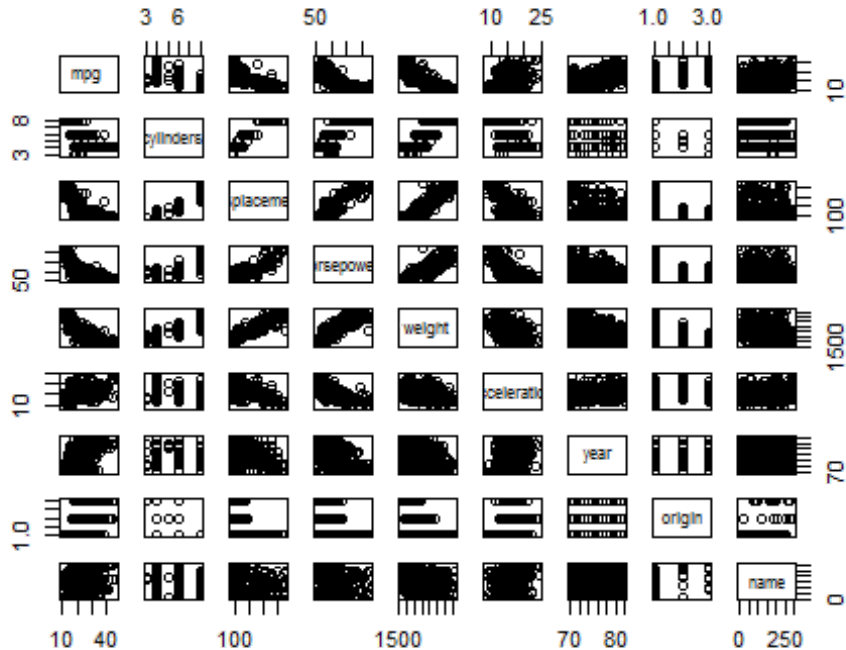 3 6 50 10 25 1.0 3.0
mpg 10
3 8 cylinders
placeme 100
50 rsepowe
weight 1500
10 celeratio
year 70
1.0 origin
name 0
10 40 100 1500 70 80 0 250